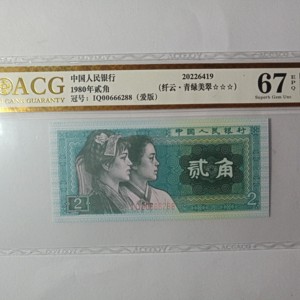 ACG
GUARANTY
中国人民银行
1980年贰角
冠号：IQ00666288（爱版）
20226419
（纤云·青绿美翠☆☆☆）
67
EPQ
Superb Gem Unc
中国人民银行
贰角
2
2